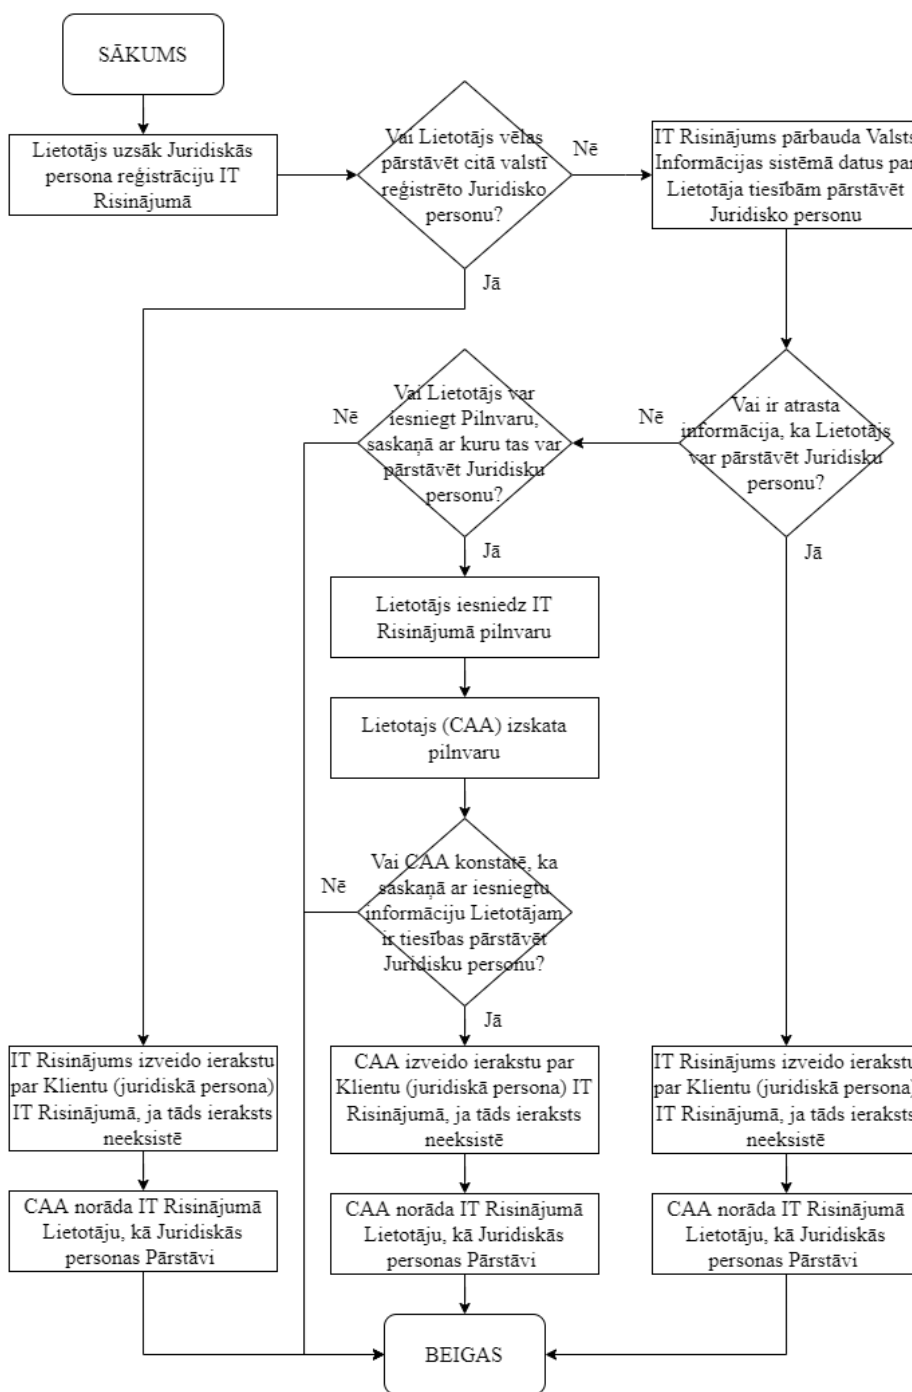 SĀKUMS
Lietotājs uzsāk Juridiskās
persona reģistrāciju IT
Risinājumā
Vai Lietotājs vēlas
pārstāvēt citā valstī
reģistrēto Juridisko
personu?
Nē
IT Risinājums pārbauda Valsts
Informācijas sistēmā datus par
Lietotāja tiesībām pārstāvēt
Juridisko personu
Jā
Vai ir atrasta
informācija, ka Lietotājs
var pārstāvēt Juridisku
personu?
Nē
Jā
Vai Lietotājs var
iesniegt Pilnvaru,
saskaņā ar kuru tas var
pārstāvēt Juridisku
personu?
Nē
Jā
Lietotājs iesniedz IT
Risinājumā pilnvaru
Lietotajs (CAA) izskata
pilnvaru
Vai CAA konstatē, ka
saskaņā ar iesniegtu
informāciju Lietotājam
ir tiesības pārstāvēt
Juridisku personu?
Nē
Jā
IT Risinājums izveido ierakstu
par Klientu (juridiskā persona)
IT Risinājumā, ja tāds ieraksts
neeksistē
CAA izveido ierakstu par
Klientu (juridiskā persona) IT
Risinājumā, ja tāds ieraksts
neeksistē
IT Risinājums izveido ierakstu
par Klientu (juridiskā persona)
IT Risinājumā, ja tāds ieraksts
neeksistē
CAA norāda IT Risinājumā
Lietotāju, kā Juridiskās
personas Pārstāvi
CAA norāda IT Risinājumā
Lietotāju, kā Juridiskās
personas Pārstāvi
CAA norāda IT Risinājumā
Lietotāju, kā Juridiskās
personas Pārstāvi
BEIGAS